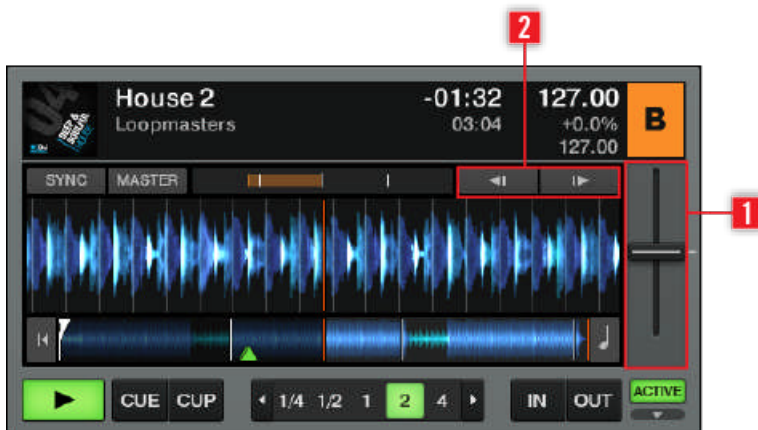 2
House 2
-01:32
127.00
B
Loopmasters
03:04
+0.0%
127.00
SYNC
MASTER
1
CUE
CUP
1/4
1/2
1
2
4
IN
OUT
ACTIVE